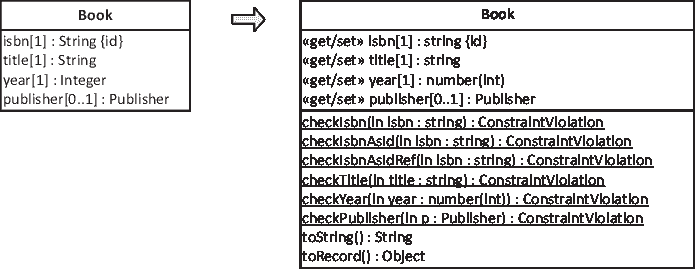 Book
isbn[1] : String {id}
title[1] : String
year[1] : Integer
publisher[0..1] : Publisher
Book
«get/set» isbn[1] : string {id}
«get/set» title[1] : string
«get/set» year[1] : number(int)
«get/set» publisher[0..1] : Publisher
checkIsbn(in isbn : string) : ConstraintViolation
checkIsbnAsId(in isbn : string) : ConstraintViolation
checkIsbnAsIdRef(in isbn : string) : ConstraintViolation
checkTitle(in title : string) : ConstraintViolation
checkYear(in year : number(int)) : ConstraintViolation
checkPublisher(in p : Publisher) : ConstraintViolation
toString() : String
toRecord() : Object